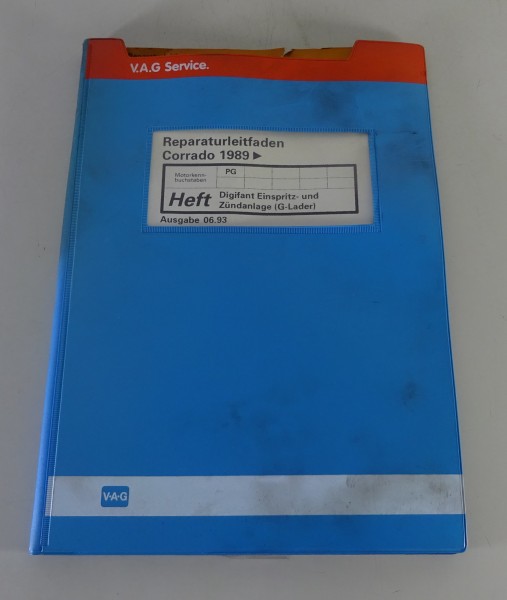 V.A.G Service.
Reparaturleitfaden
Corrado 1989 ►
Motorkenn-
buchstaben PG
Heft Digifant Einspritz- und
Zündanlage (G-Lader)
Ausgabe 06.93
V·A·G